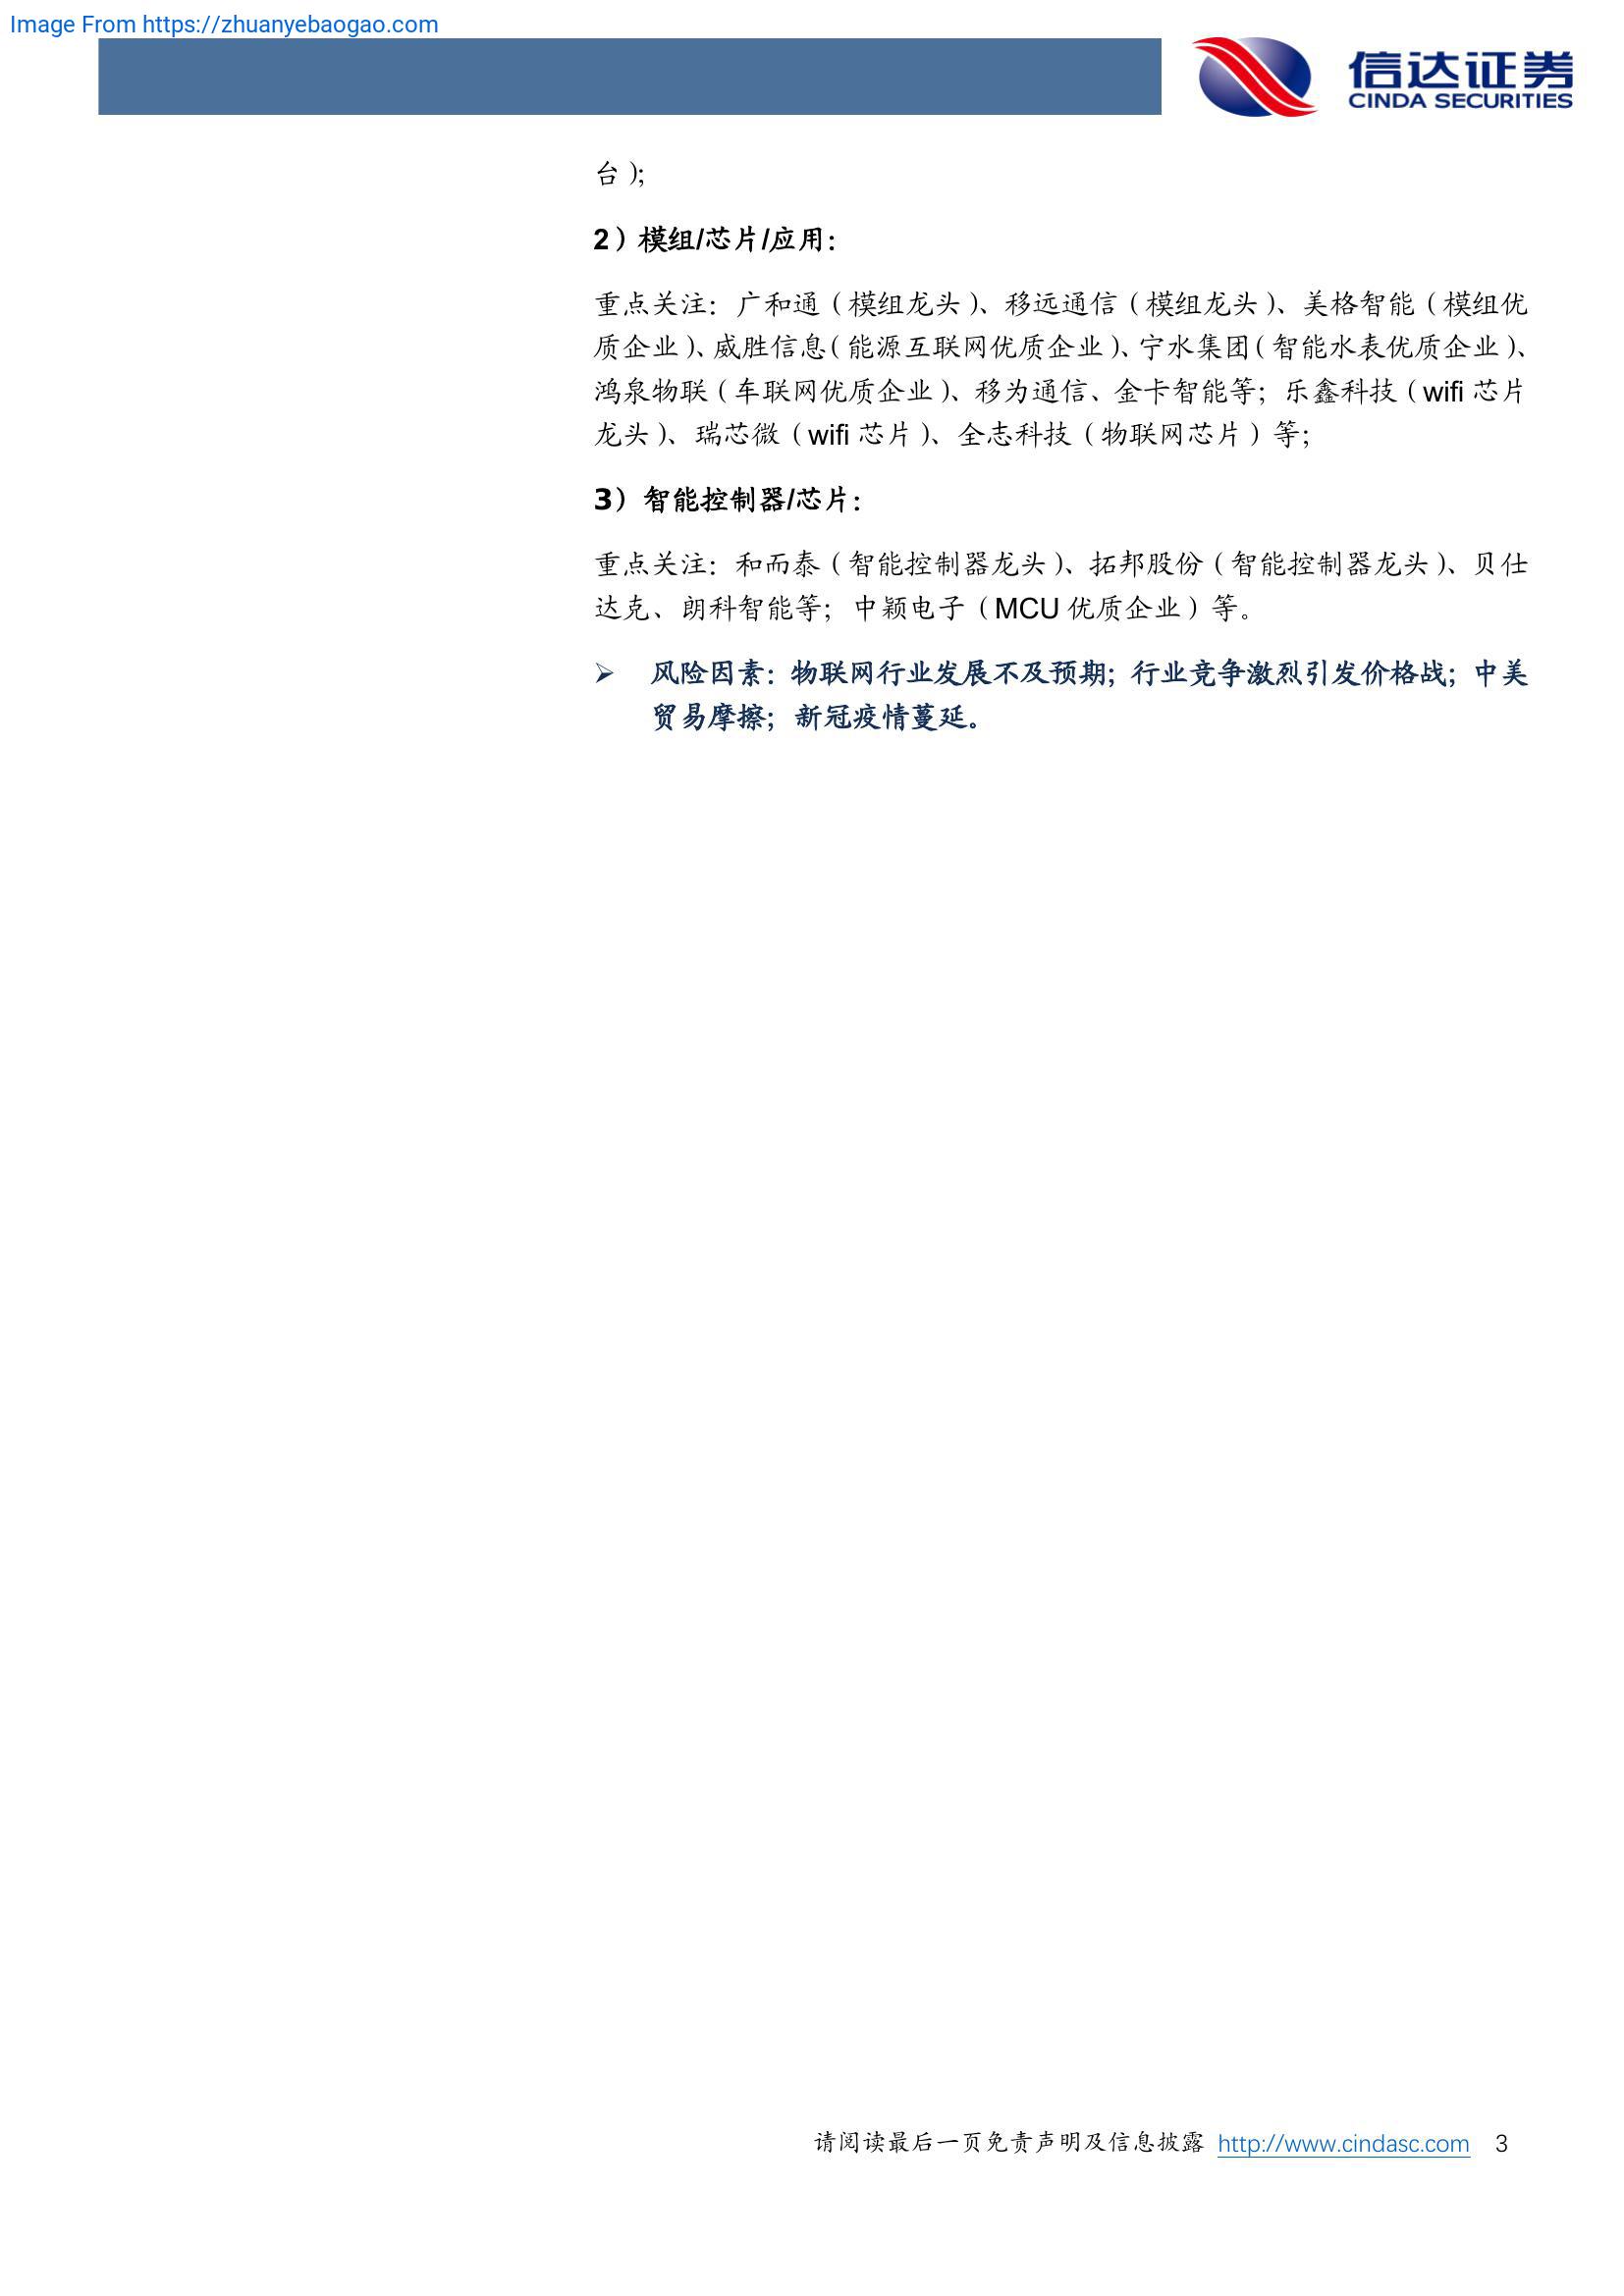 Image From https://zhuanyebaogao.com
信达证券
CINDA SECURITIES
台）；
2）模组/芯片/应用：
重点关注：广和通（模组龙头）、移远通信（模组龙头）、美格智能（模组优
质企业）、威胜信息（能源互联网优质企业）、宁水集团（智能水表优质企业）、
鸿泉物联（车联网优质企业）、移为通信、金卡智能等；乐鑫科技（wifi 芯片
龙头）、瑞芯微（wifi 芯片）、全志科技（物联网芯片）等；
3）智能控制器/芯片：
重点关注：和而泰（智能控制器龙头）、拓邦股份（智能控制器龙头）、贝仕
达克、朗科智能等；中颖电子（MCU 优质企业）等。
➢ 风险因素：物联网行业发展不及预期；行业竞争激烈引发价格战；中美
贸易摩擦；新冠疫情蔓延。
请阅读最后一页免责声明及信息披露 http://www.cindasc.com 3